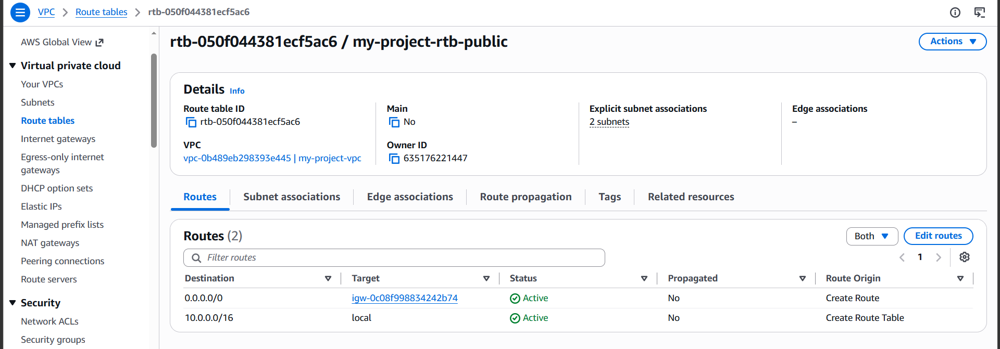 VPC > Route tables > rtb-050f044381ecf5ac6
AWS Global View
Virtual private cloud
Your VPCs
Subnets
Route tables
Internet gateways
Egress-only internet
gateways
DHCP option sets
Elastic IPs
Managed prefix lists
NAT gateways
Peering connections
Route servers
Security
Network ACLs
Security groups
rtb-050f044381ecf5ac6 / my-project-rtb-public
Actions
Details Info
Route table ID
rtb-050f044381ecf5ac6
Main
No
Explicit subnet associations
2 subnets
Edge associations
–
VPC
vpc-0b489eb298393e445 | my-project-vpc
Owner ID
635176221447
Routes Subnet associations Edge associations Route propagation Tags Related resources
Routes (2)
Both Edit routes
Filter routes
1
Destination Target Status Propagated Route Origin
0.0.0.0/0 igw-0c08f998834242b74 Active No Create Route
10.0.0.0/16 local Active No Create Route Table